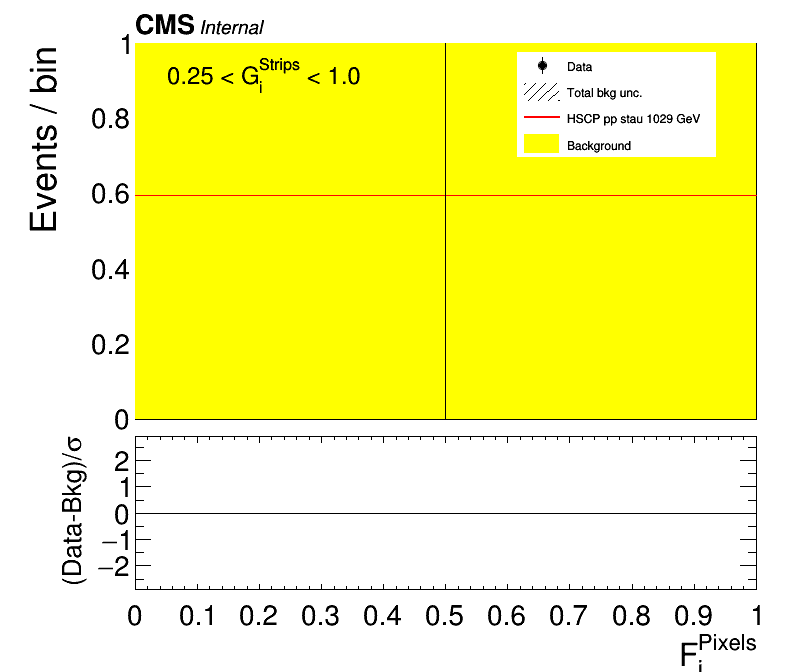 CMS Internal
0.25 < G_i^Strips < 1.0
Data
Total bkg unc.
HSCP pp stau 1029 GeV
Background
Events / bin
1
0.8
0.6
0.4
0.2
0
(Data-Bkg)/σ
2
1
0
−1
−2
0 0.1 0.2 0.3 0.4 0.5 0.6 0.7 0.8 0.9 1
F_i^Pixels